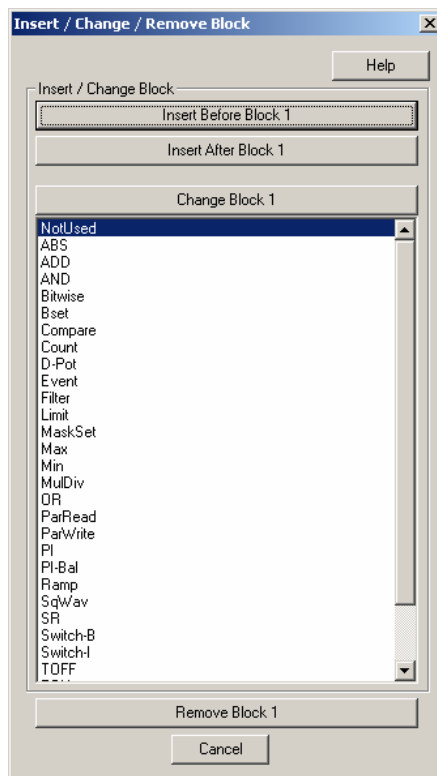 Insert / Change / Remove Block
Help
Insert / Change Block
Insert Before Block 1
Insert After Block 1
Change Block 1
NotUsed
ABS
ADD
AND
Bitwise
Bset
Compare
Count
D-Pot
Event
Filter
Limit
MaskSet
Max
Min
MulDiv
OR
ParRead
ParWrite
PI
PI-Bal
Ramp
SqWav
SR
Switch-B
Switch-I
TOFF
Remove Block 1
Cancel